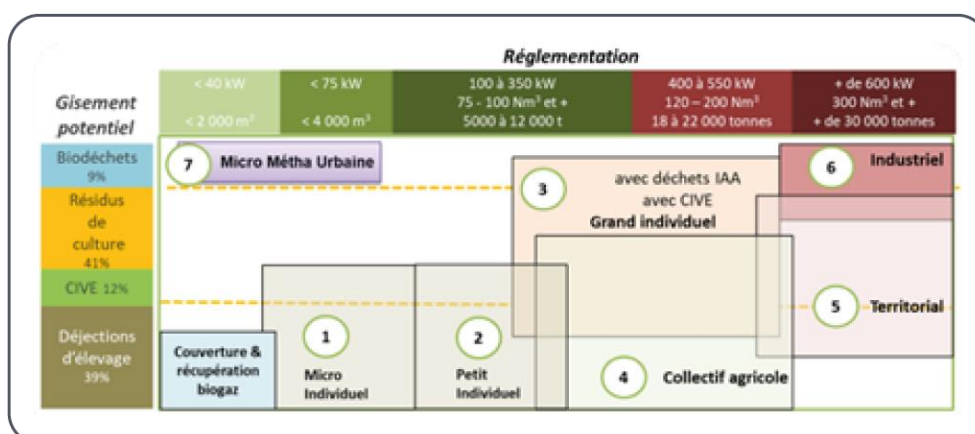 Réglementation
Gisement
potentiel
< 40 kW
< 2 000 m³
< 75 kW
< 4 000 m³
100 à 350 kW
75 - 100 Nm³ et +
5000 à 12 000 t
400 à 550 kW
120 – 200 Nm³
18 à 22 000 tonnes
+ de 600 kW
300 Nm³ et +
+ de 30 000 tonnes
Biodéchets
9%
Résidus
de
culture
41%
CIVE 12%
Déjections
d'élevage
39%
7 Micro Métha Urbaine
3
avec déchets IAA
avec CIVE
Grand individuel
6 Industriel
5 Territorial
Couverture &
récupération
biogaz
1
Micro
Individuel
2
Petit
Individuel
4 Collectif agricole